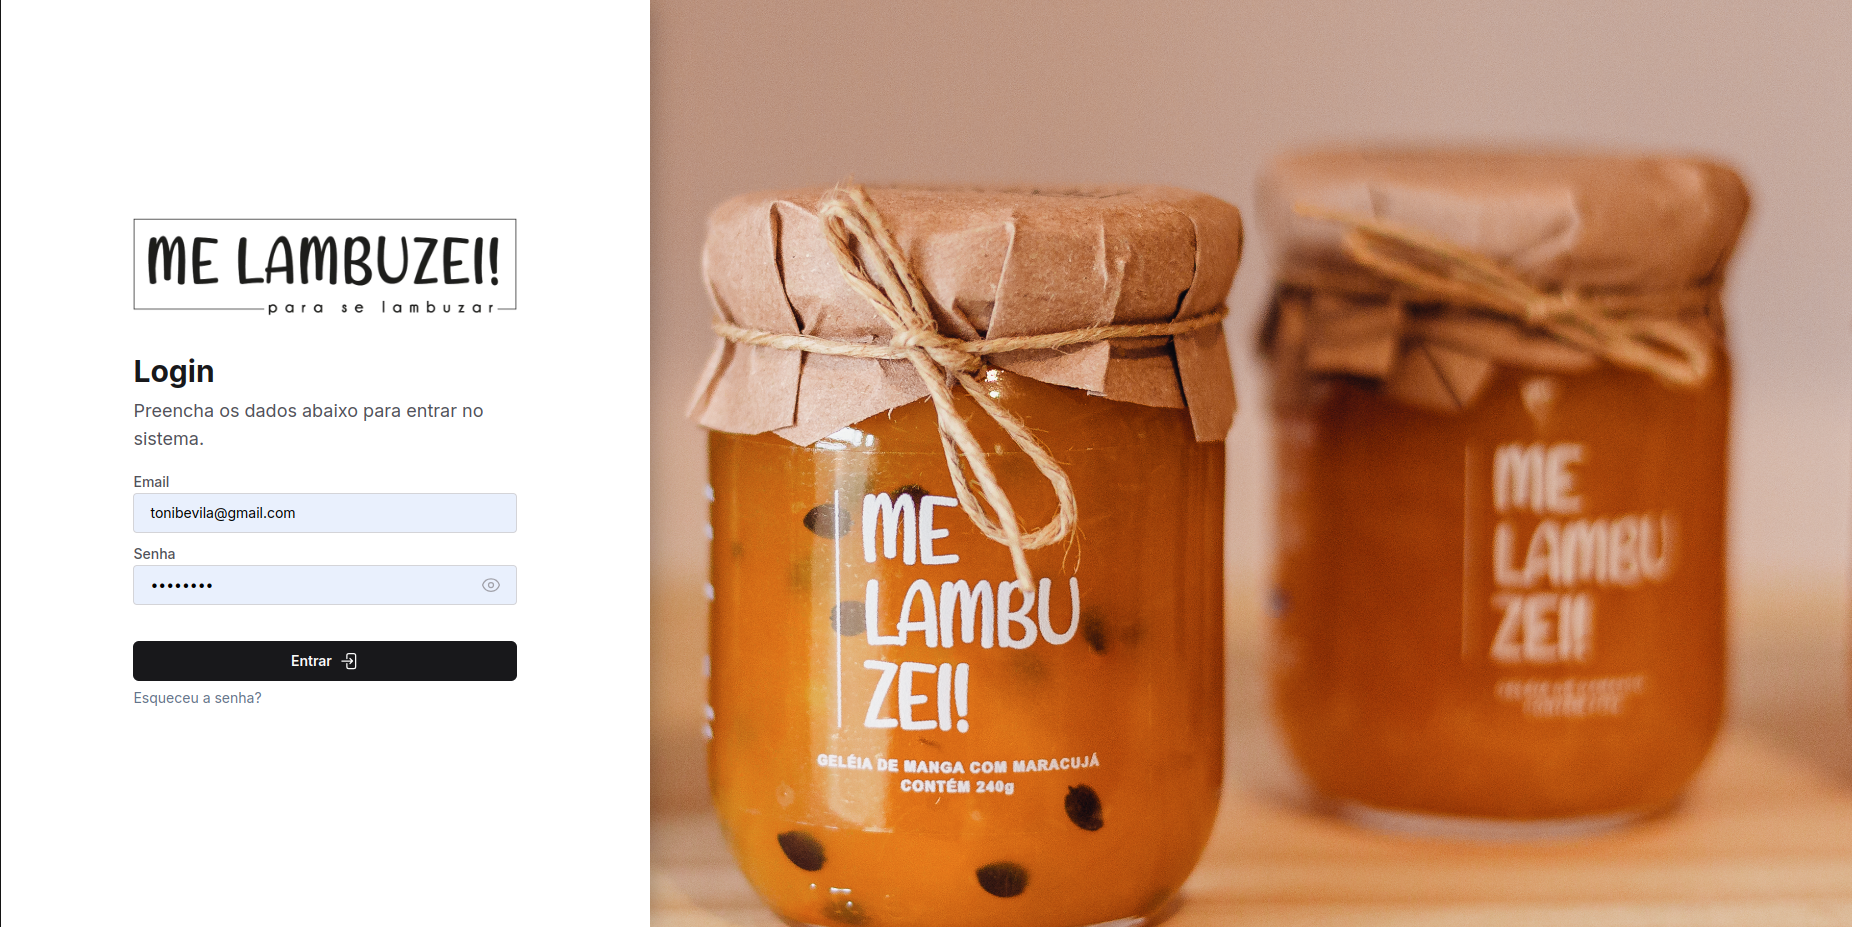 ME LAMBUZEI!
para se lambuzar
Login
Preencha os dados abaixo para entrar no
sistema.
Email
tonibevila@gmail.com
Senha
••••••••
Entrar
Esqueceu a senha?
ME
LAMBU
ZEI!
GELÉIA DE MANGA COM MARACUJÁ
CONTÉM 240g
ME
LAMBU
ZEI!